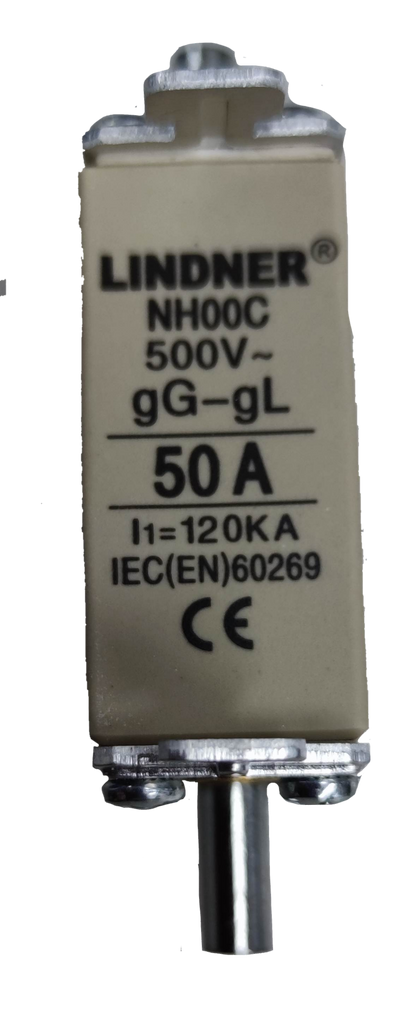 LINDNER®
NH00C
500V~
gG-gL
50 A
I1=120KA
IEC(EN)60269
CE